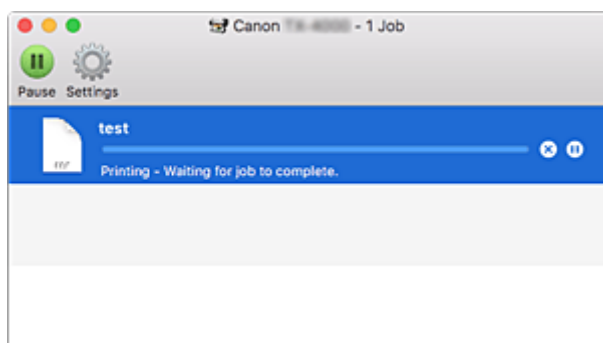 Canon - 1 Job
Pause Settings
test
Printing - Waiting for job to complete.